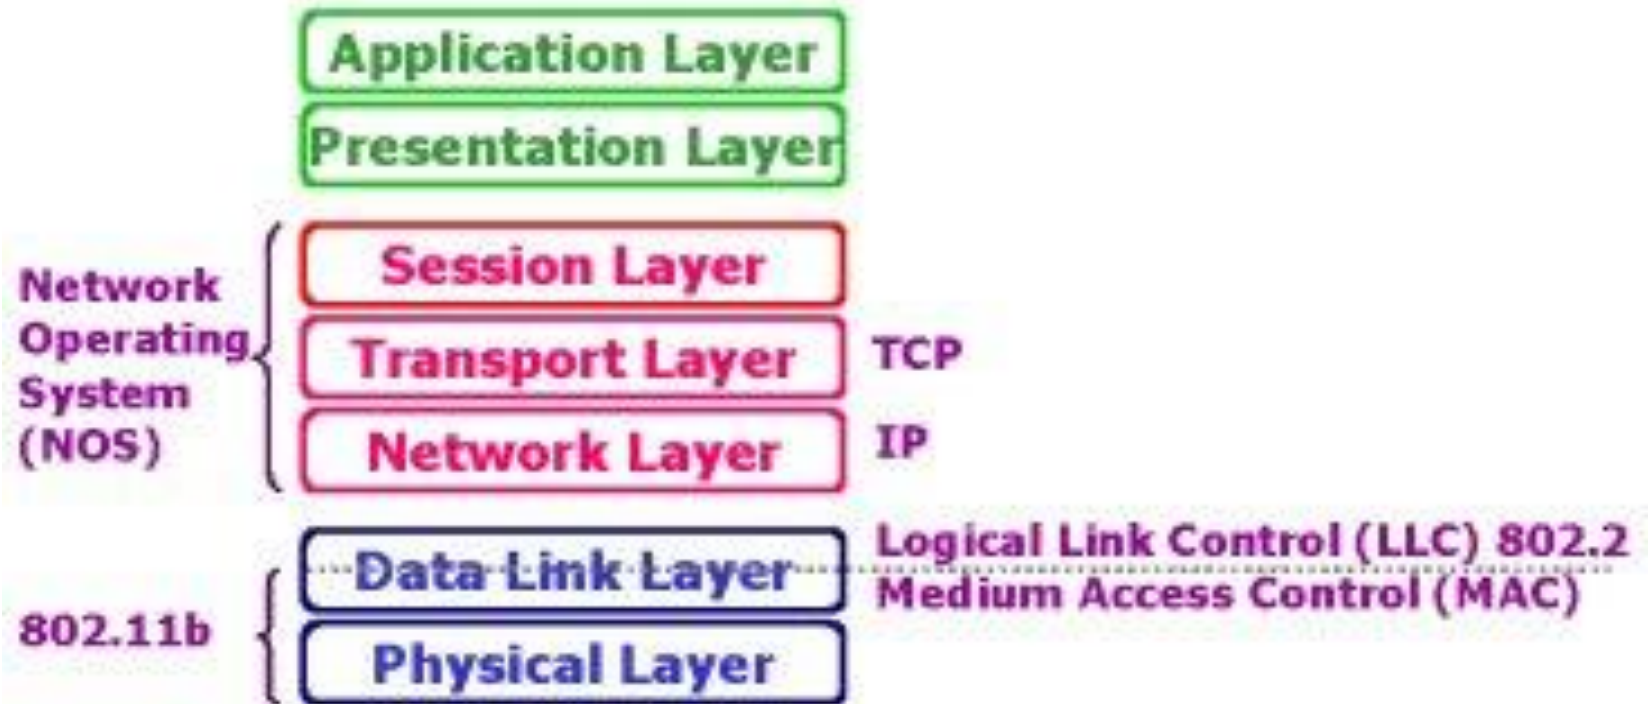 Application Layer
Presentation Layer
Network
Operating
System
(NOS)
Session Layer
Transport Layer
TCP
Network Layer
IP
802.11b
Data Link Layer
Logical Link Control (LLC) 802.2
Medium Access Control (MAC)
Physical Layer